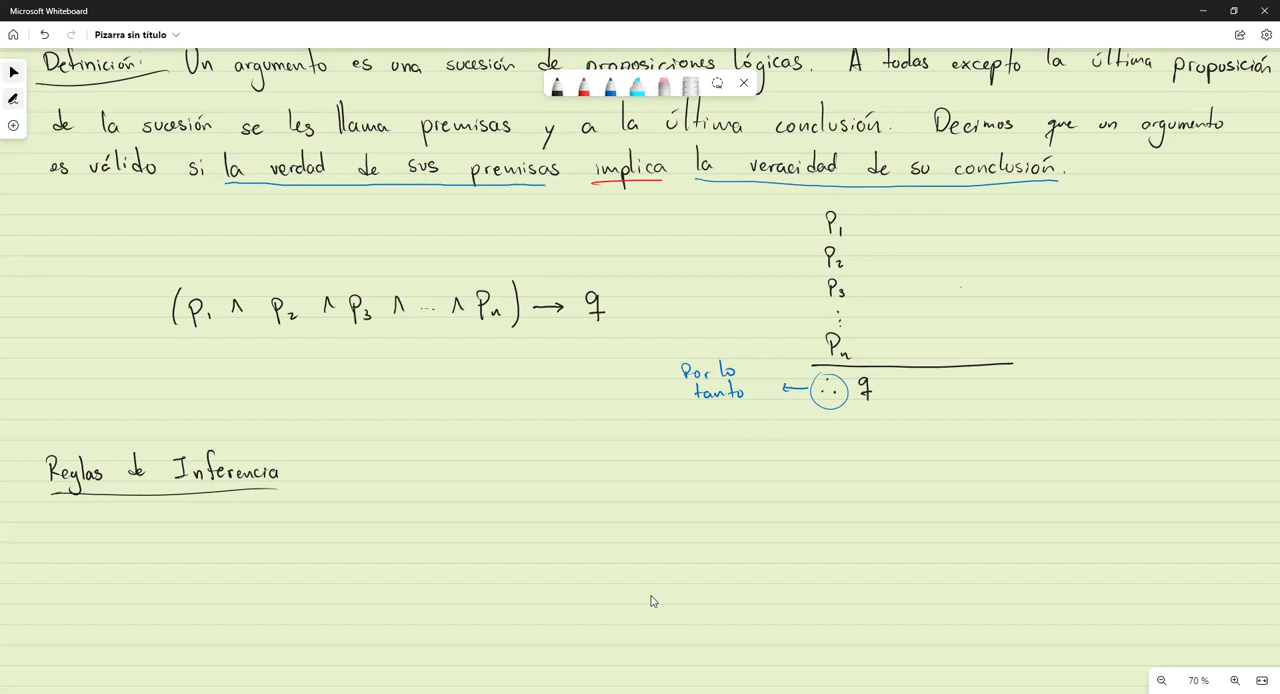 Microsoft Whiteboard
Pizarra sin título
Definición: Un argumento es una sucesión de proposiciones lógicas. A todas excepto la última proposición
de la sucesión se les llama premisas y a la última conclusión. Decimos que un argumento
es válido si la verdad de sus premisas implica la veracidad de su conclusión.
P₁
P₂
(P₁ ∧ P₂ ∧ P₃ ∧ ... ∧ Pₙ) → q
P₃
⋮
Pₙ
Por lo
tanto ← ∴ q
Reglas de Inferencia
70 %